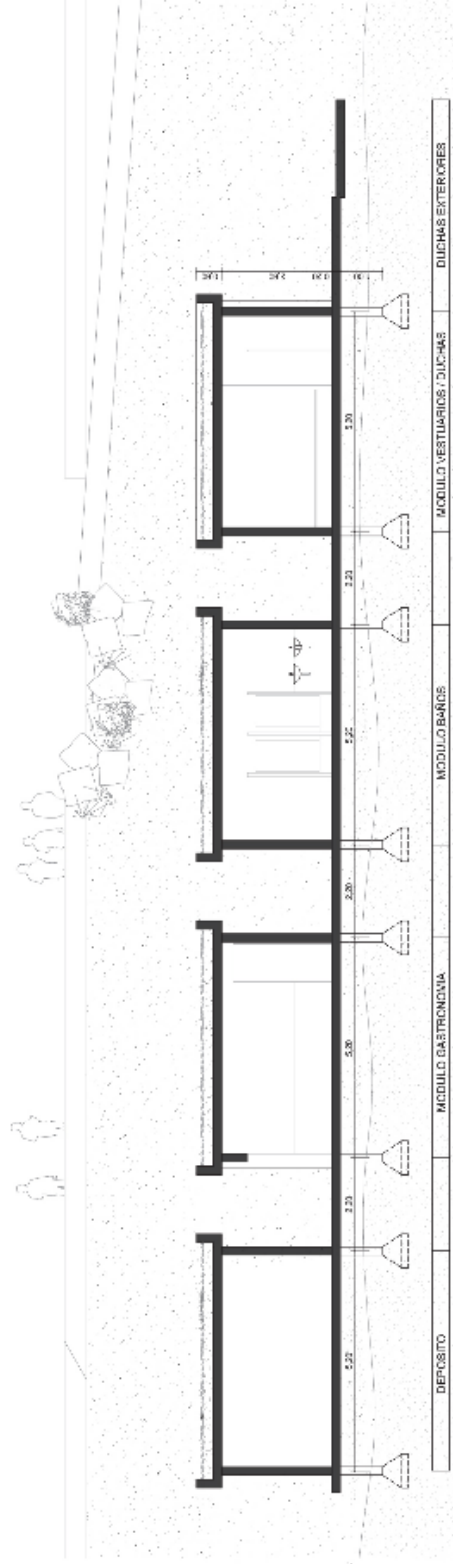 5,20
2,20
5,20
2,20
5,20
2,20
5,20
DEPOSITO
MODULO GASTRONOMIA
MODULO BAÑOS
MODULO VESTUARIOS / DUCHAS
DUCHAS EXTERIORES